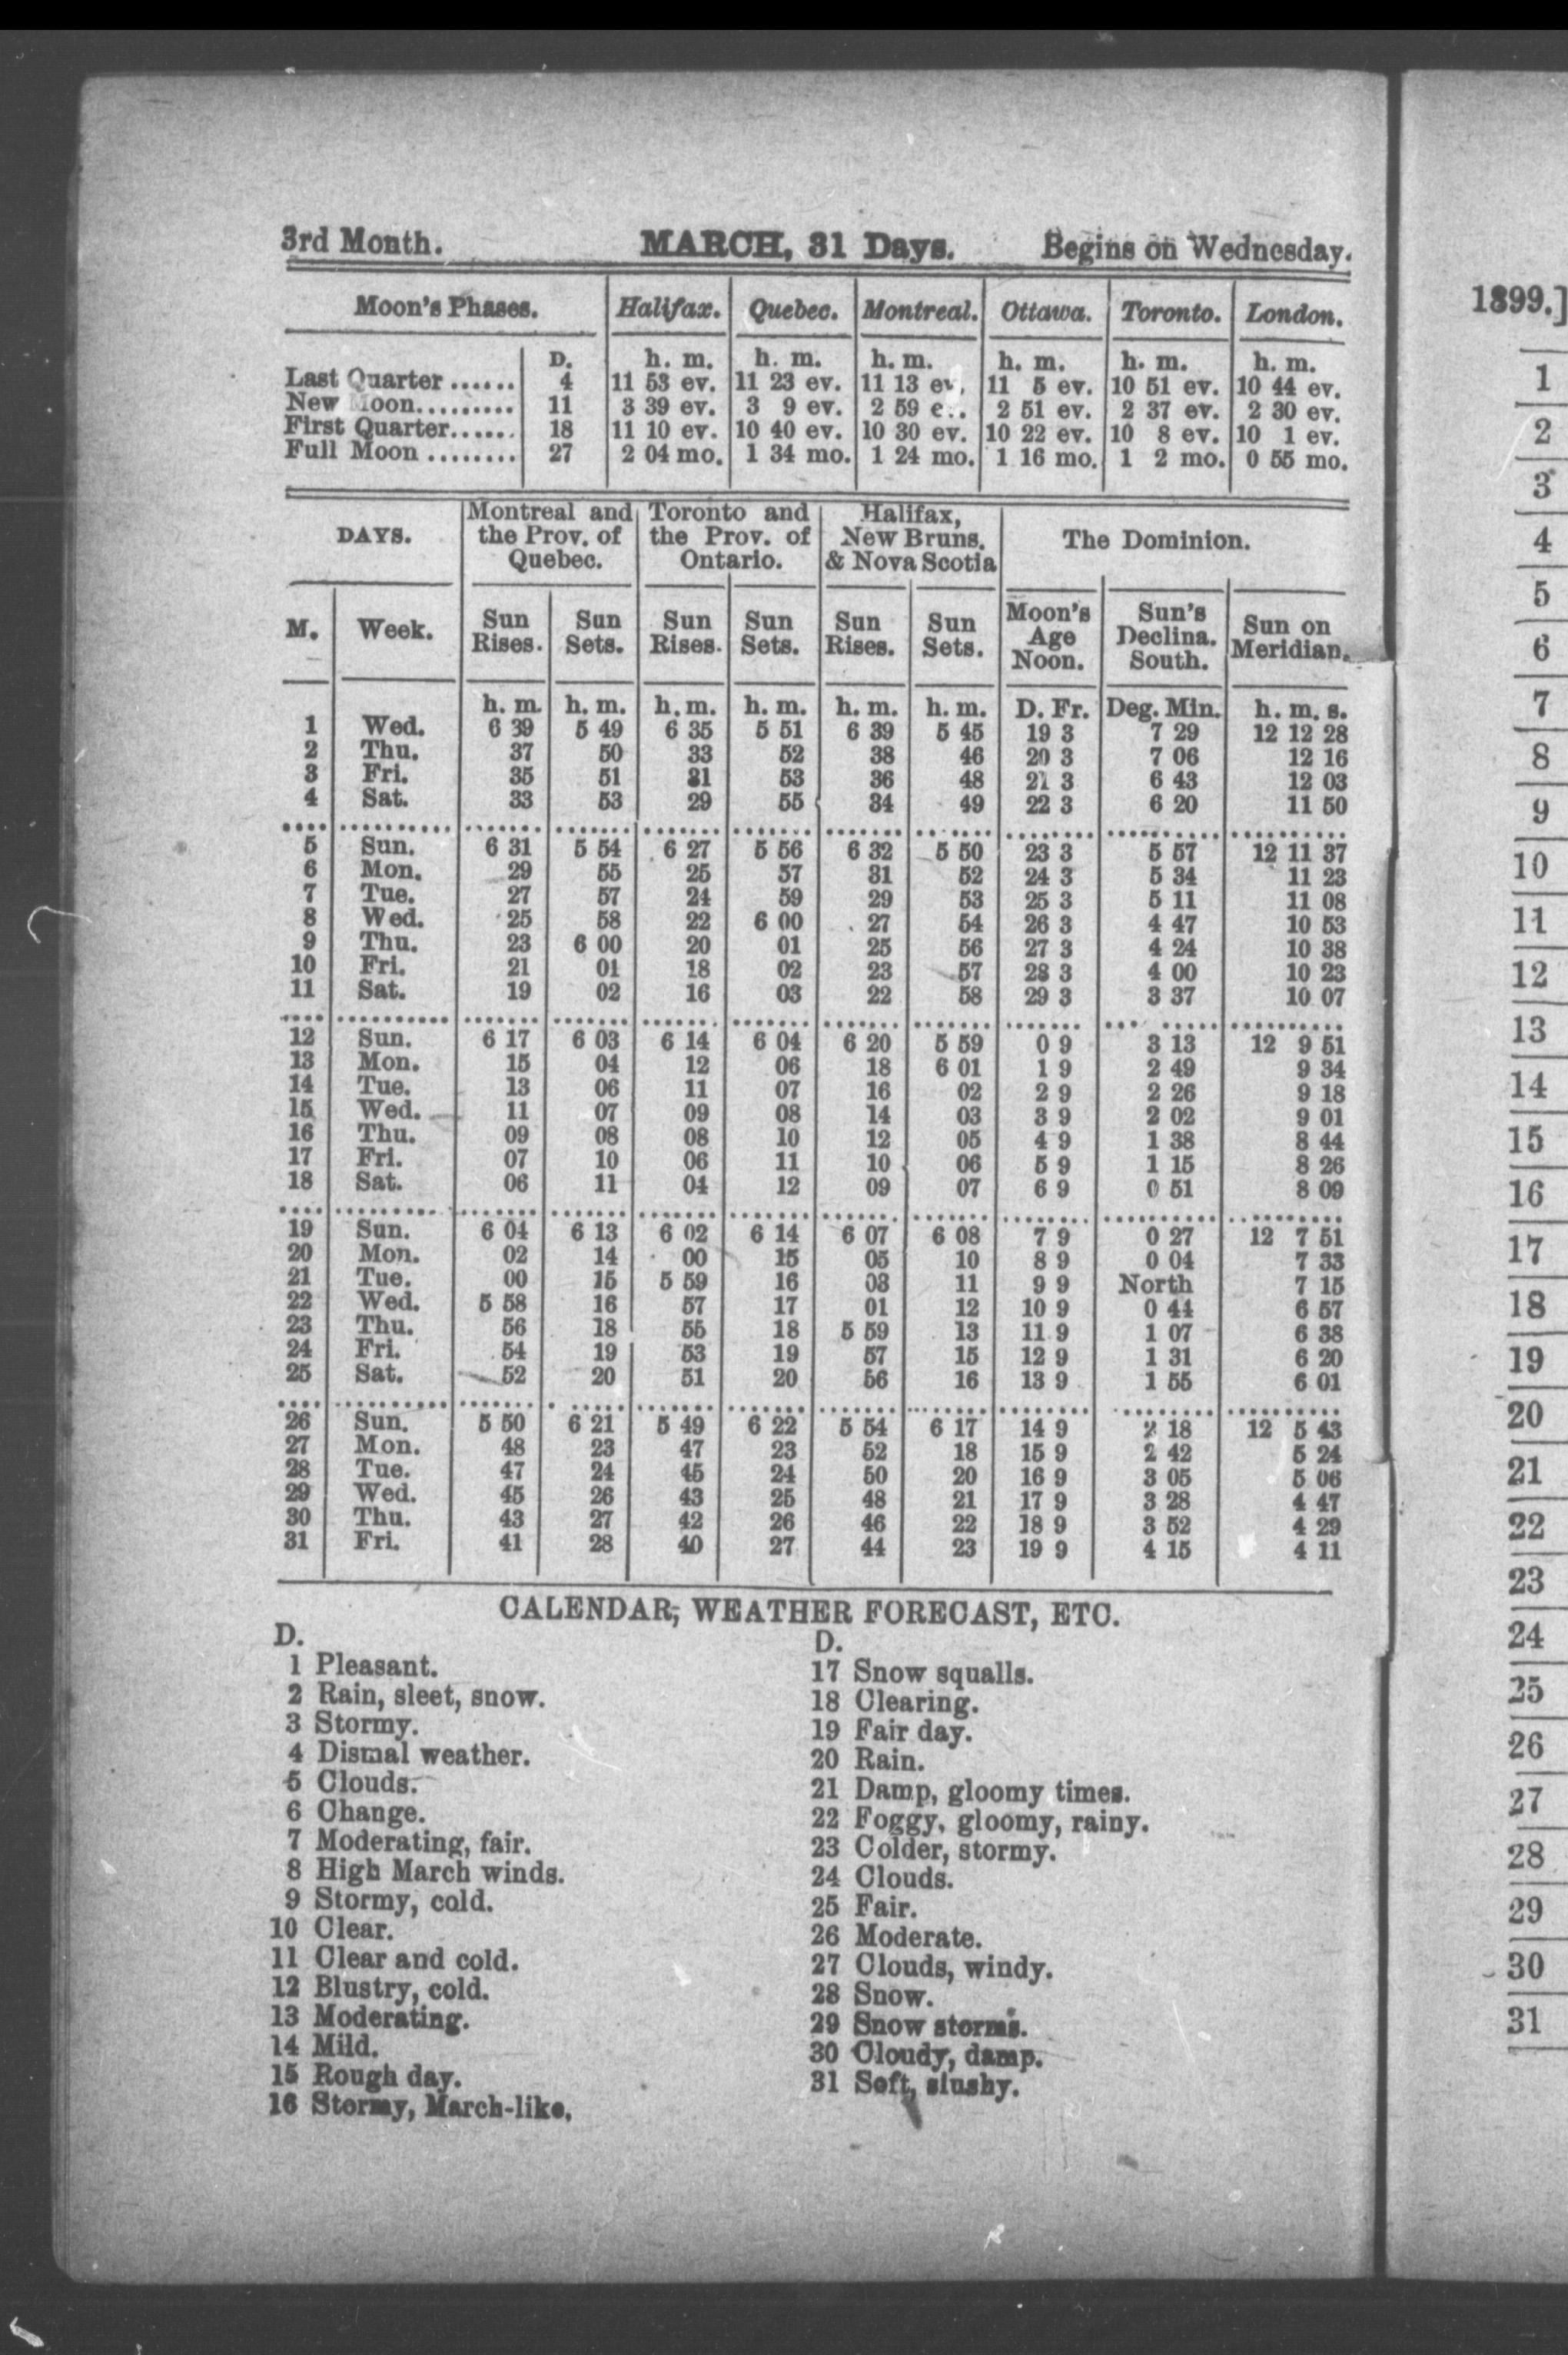 3rd Month. MARCH, 31 Days. Begins on Wednesday.
Moon's Phases. Halifax. Quebec. Montreal. Ottawa. Toronto. London.
D. h. m. h. m. h. m. h. m. h. m. h. m.
Last Quarter ...... 4 11 53 ev. 11 23 ev. 11 13 ev. 11 5 ev. 10 51 ev. 10 44 ev.
New Moon......... 11 3 39 ev. 3 9 ev. 2 59 e.. 2 51 ev. 2 37 ev. 2 30 ev.
First Quarter...... 18 11 10 ev. 10 40 ev. 10 30 ev. 10 22 ev. 10 8 ev. 10 1 ev.
Full Moon ........ 27 2 04 mo. 1 34 mo. 1 24 mo. 1 16 mo. 1 2 mo. 0 55 mo.
DAYS. Montreal and the Prov. of Quebec. Toronto and the Prov. of Ontario. Halifax, New Bruns. & Nova Scotia The Dominion.
M. Week. Sun Rises. Sun Sets. Sun Rises. Sun Sets. Sun Rises. Sun Sets. Moon's Age Noon. Sun's Declina. South. Sun on Meridian.
h. m. h. m. h. m. h. m. h. m. h. m. D. Fr. Deg. Min. h. m. s.
1 Wed. 6 39 5 49 6 35 5 51 6 39 5 45 19 3 7 29 12 12 28
2 Thu. 37 50 33 52 38 46 20 3 7 06 12 16
3 Fri. 35 51 31 53 36 48 21 3 6 43 12 03
4 Sat. 33 53 29 55 34 49 22 3 6 20 11 50
5 Sun. 6 31 5 54 6 27 5 56 6 32 5 50 23 3 5 57 12 11 37
6 Mon. 29 55 25 57 31 52 24 3 5 34 11 23
7 Tue. 27 57 24 59 29 53 25 3 5 11 11 08
8 Wed. 25 58 22 6 00 27 54 26 3 4 47 10 53
9 Thu. 23 6 00 20 01 25 56 27 3 4 24 10 38
10 Fri. 21 01 18 02 23 57 28 3 4 00 10 23
11 Sat. 19 02 16 03 22 58 29 3 3 37 10 07
12 Sun. 6 17 6 03 6 14 6 04 6 20 5 59 0 9 3 13 12 9 51
13 Mon. 15 04 12 06 18 6 01 1 9 2 49 9 34
14 Tue. 13 06 11 07 16 02 2 9 2 26 9 18
15 Wed. 11 07 09 08 14 03 3 9 2 02 9 01
16 Thu. 09 08 08 10 12 05 4 9 1 38 8 44
17 Fri. 07 10 06 11 10 06 5 9 1 15 8 26
18 Sat. 06 11 04 12 09 07 6 9 0 51 8 09
19 Sun. 6 04 6 13 6 02 6 14 6 07 6 08 7 9 0 27 12 7 51
20 Mon. 02 14 00 15 05 10 8 9 0 04 7 33
21 Tue. 00 15 5 59 16 03 11 9 9 North 7 15
22 Wed. 5 58 16 57 17 01 12 10 9 0 44 6 57
23 Thu. 56 18 55 18 5 59 13 11 9 1 07 6 38
24 Fri. 54 19 53 19 57 15 12 9 1 31 6 20
25 Sat. 52 20 51 20 56 16 13 9 1 55 6 01
26 Sun. 5 50 6 21 5 49 6 22 5 54 6 17 14 9 2 18 12 5 43
27 Mon. 48 23 47 23 52 18 15 9 2 42 5 24
28 Tue. 47 24 45 24 50 20 16 9 3 05 5 06
29 Wed. 45 26 43 25 48 21 17 9 3 28 4 47
30 Thu. 43 27 42 26 46 22 18 9 3 52 4 29
31 Fri. 41 28 40 27 44 23 19 9 4 15 4 11
CALENDAR, WEATHER FORECAST, ETC.
D.
1 Pleasant.
2 Rain, sleet, snow.
3 Stormy.
4 Dismal weather.
5 Clouds.
6 Change.
7 Moderating, fair.
8 High March winds.
9 Stormy, cold.
10 Clear.
11 Clear and cold.
12 Blustry, cold.
13 Moderating.
14 Mild.
15 Rough day.
16 Stormy, March-like.
D.
17 Snow squalls.
18 Clearing.
19 Fair day.
20 Rain.
21 Damp, gloomy times.
22 Foggy, gloomy, rainy.
23 Colder, stormy.
24 Clouds.
25 Fair.
26 Moderate.
27 Clouds, windy.
28 Snow.
29 Snow storms.
30 Cloudy, damp.
31 Soft, slushy.
1899.]
1
2
3
4
5
6
7
8
9
10
11
12
13
14
15
16
17
18
19
20
21
22
23
24
25
26
27
28
29
30
31